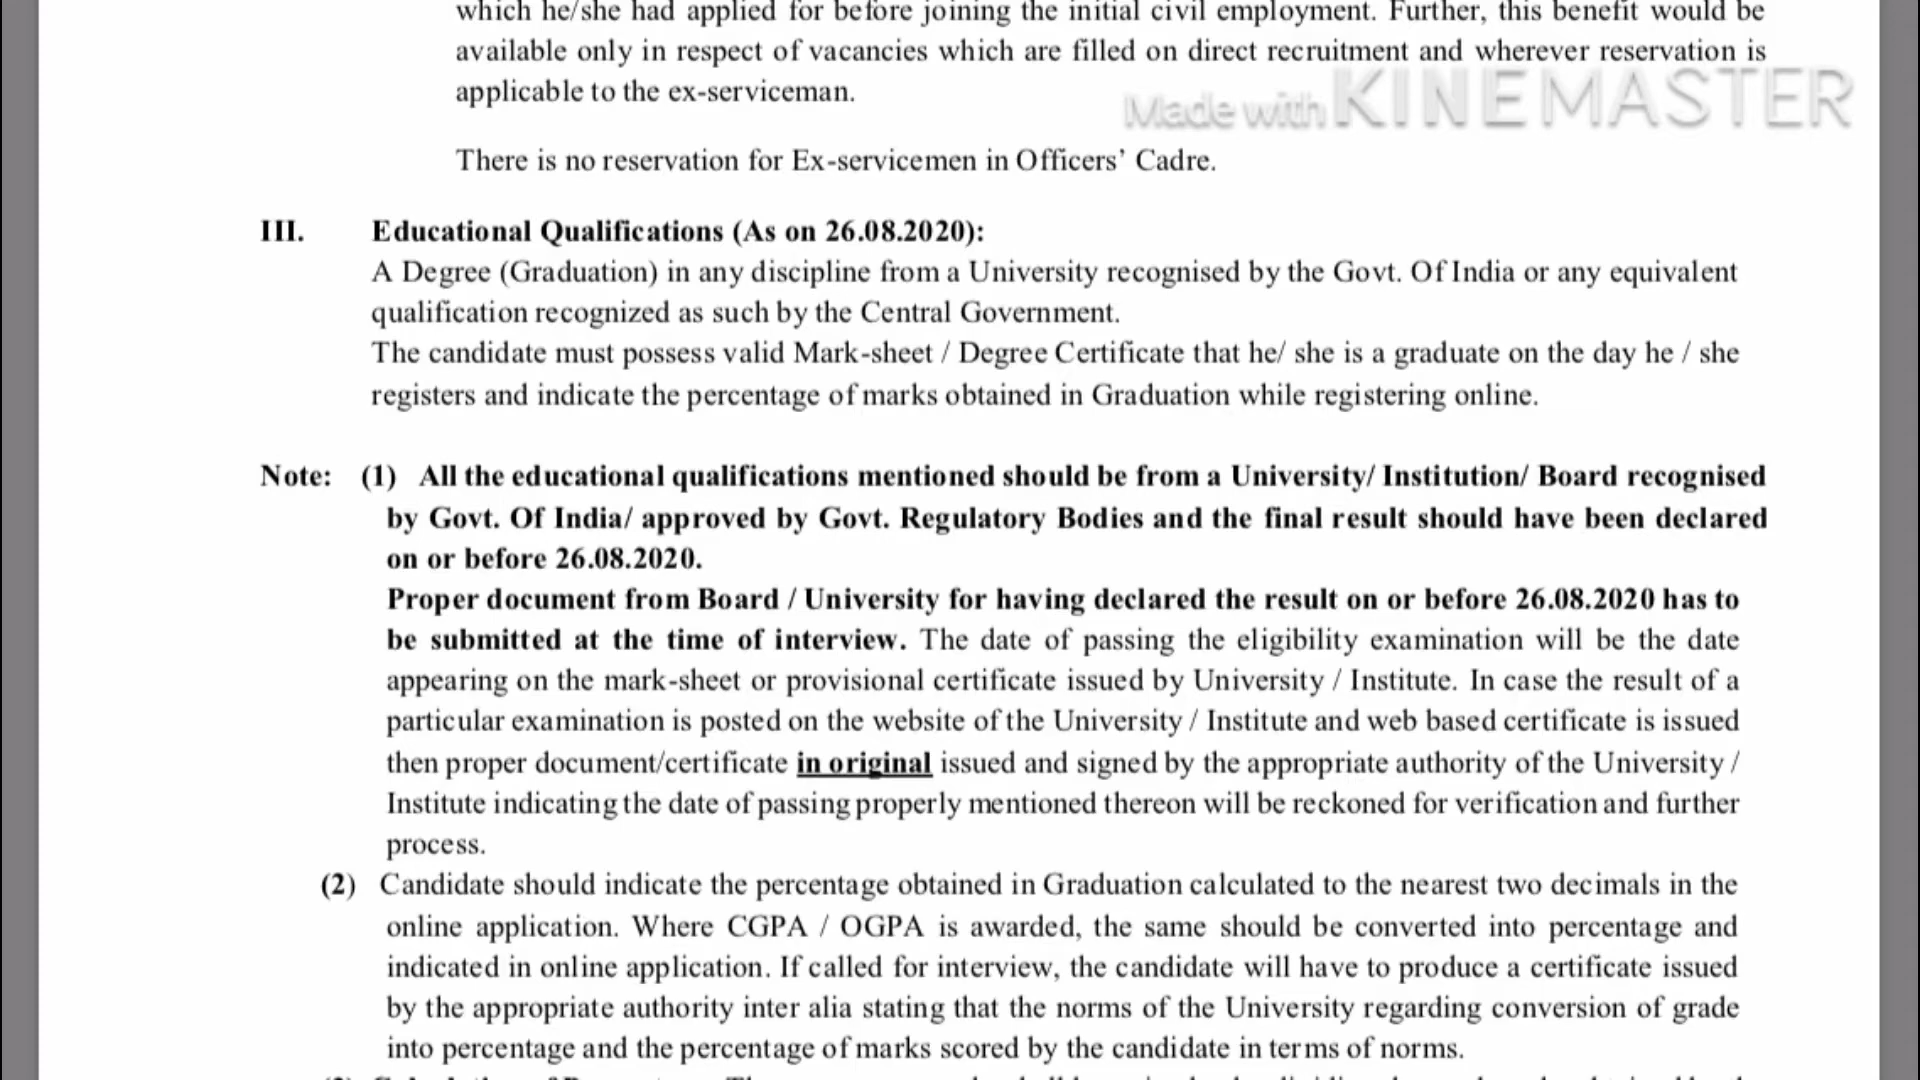 which he/she had applied for before joining the initial civil employment. Further, this benefit would be
available only in respect of vacancies which are filled on direct recruitment and wherever reservation is
applicable to the ex-serviceman.
Made with KINEMASTER
There is no reservation for Ex-servicemen in Officers’ Cadre.
III. Educational Qualifications (As on 26.08.2020):
A Degree (Graduation) in any discipline from a University recognised by the Govt. Of India or any equivalent
qualification recognized as such by the Central Government.
The candidate must possess valid Mark-sheet / Degree Certificate that he/ she is a graduate on the day he / she
registers and indicate the percentage of marks obtained in Graduation while registering online.
Note: (1) All the educational qualifications mentioned should be from a University/ Institution/ Board recognised
by Govt. Of India/ approved by Govt. Regulatory Bodies and the final result should have been declared
on or before 26.08.2020.
Proper document from Board / University for having declared the result on or before 26.08.2020 has to
be submitted at the time of interview. The date of passing the eligibility examination will be the date
appearing on the mark-sheet or provisional certificate issued by University / Institute. In case the result of a
particular examination is posted on the website of the University / Institute and web based certificate is issued
then proper document/certificate in original issued and signed by the appropriate authority of the University /
Institute indicating the date of passing properly mentioned thereon will be reckoned for verification and further
process.
(2) Candidate should indicate the percentage obtained in Graduation calculated to the nearest two decimals in the
online application. Where CGPA / OGPA is awarded, the same should be converted into percentage and
indicated in online application. If called for interview, the candidate will have to produce a certificate issued
by the appropriate authority inter alia stating that the norms of the University regarding conversion of grade
into percentage and the percentage of marks scored by the candidate in terms of norms.